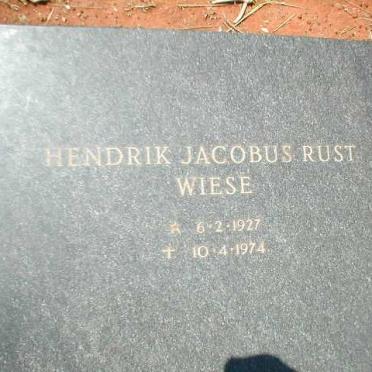 HENDRIK JACOBUS RUST
WIESE
☆ 6·2·1927
✝ 10·4·1974